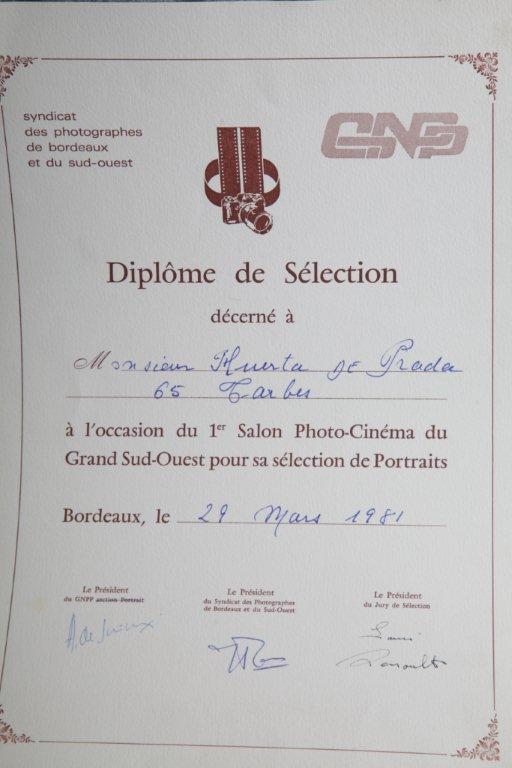 syndicat
des photographes
de bordeaux
et du sud-ouest
GNPP
Diplôme de Sélection
décerné à
Monsieur Huerta de Prada
65 Tarbes
à l'occasion du 1er Salon Photo-Cinéma du
Grand Sud-Ouest pour sa sélection de Portraits
Bordeaux, le 29 Mars 1981
Le Président
du GNPP section Portrait
Le Président
du Syndicat des Photographes
de Bordeaux et du Sud-Ouest
Le Président
du Jury de Sélection